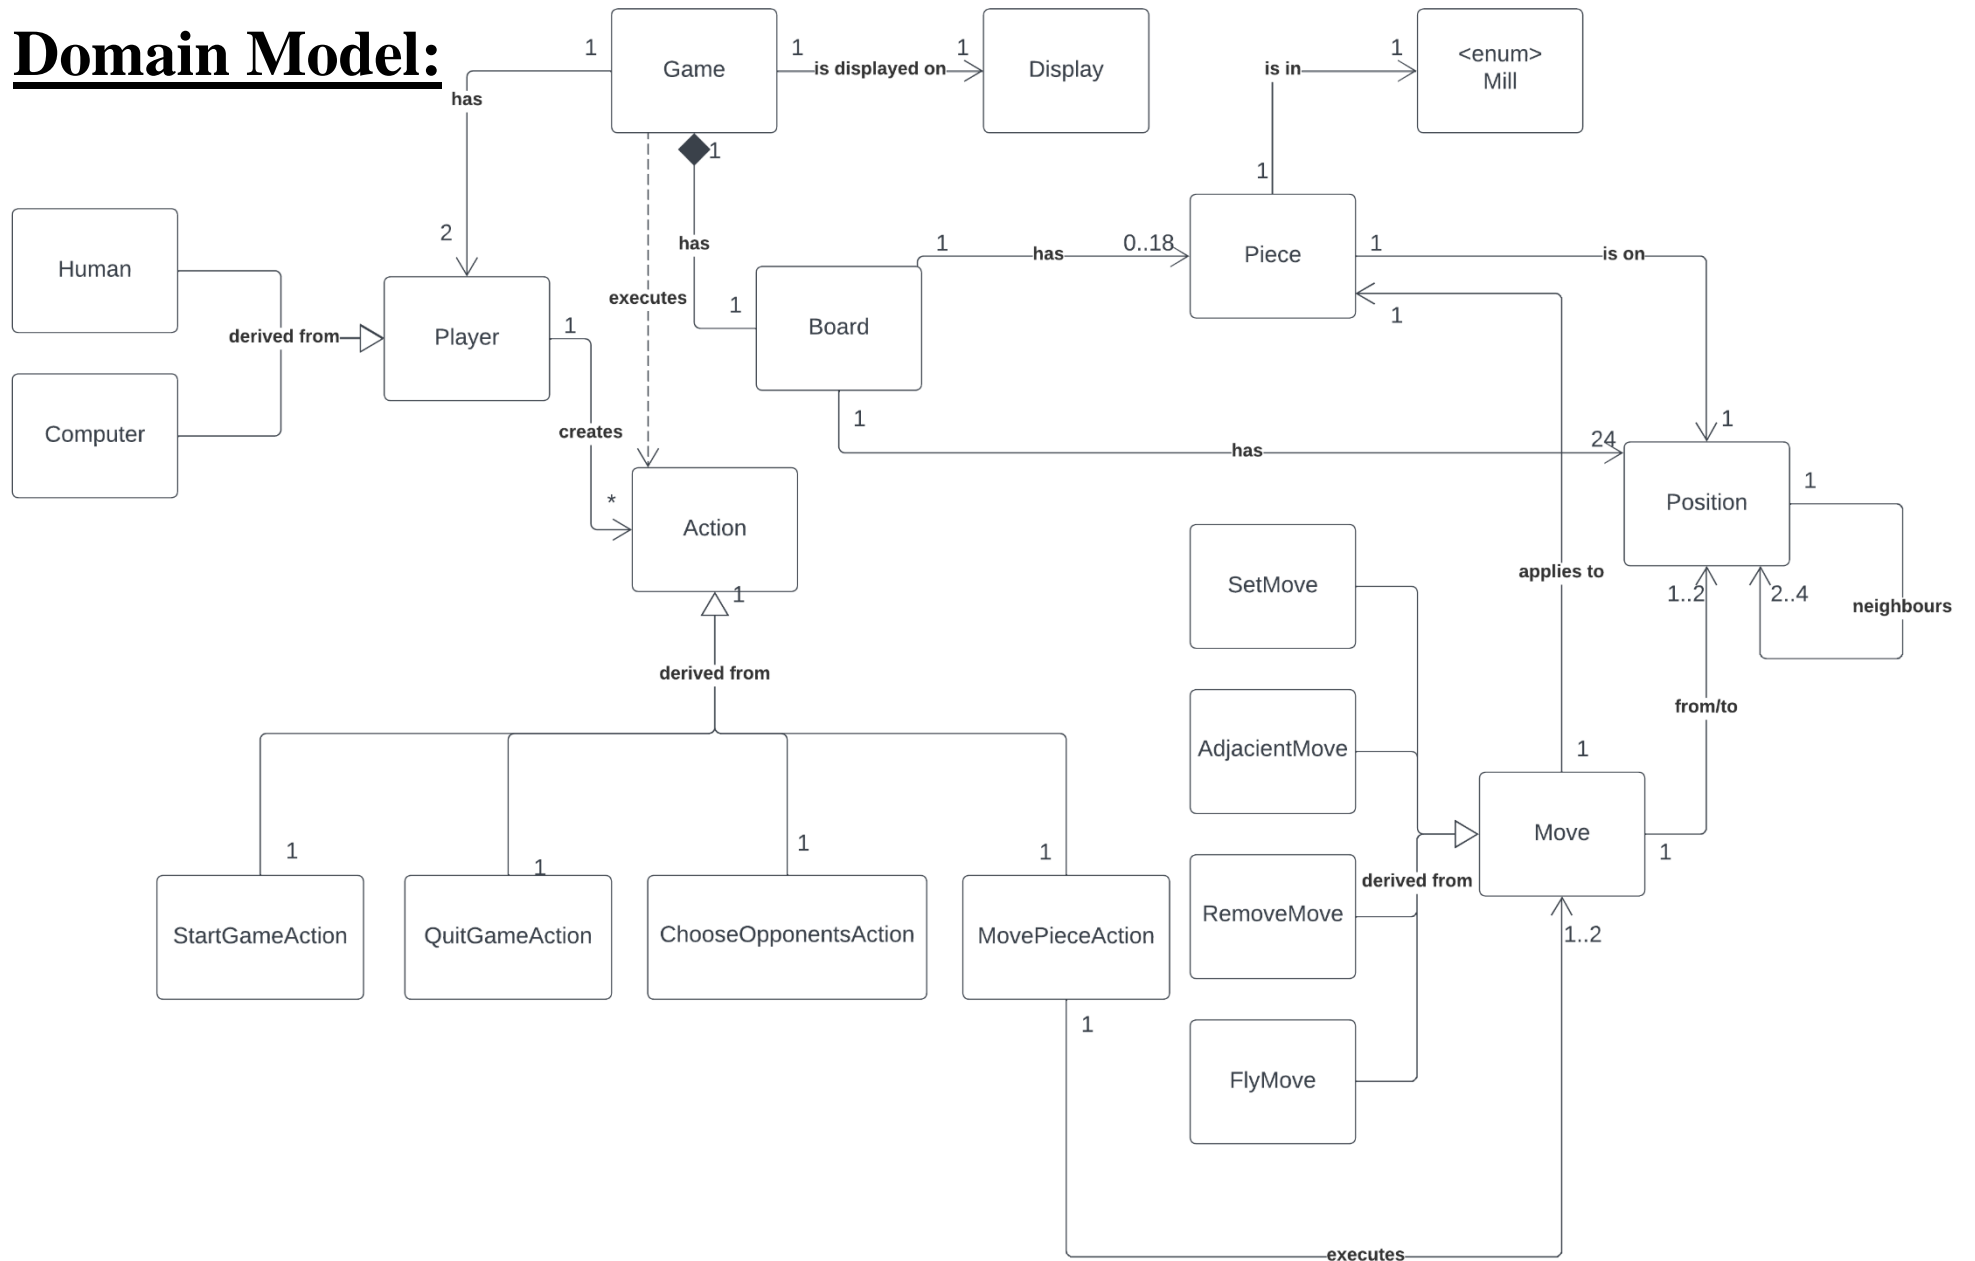 Domain Model:
1
Game
1
is displayed on
1
Display
is in
1
<enum>
Mill
has
1
1
2
Human
Player
derived from
Computer
executes
has
1
Board
1
has
0..18
Piece
1
is on
1
1
1
creates
*
Action
1
has
24
Position
1
1..2
2..4
neighbours
applies to
from/to
1
derived from
1
1
1
1
StartGameAction
QuitGameAction
ChooseOpponentsAction
MovePieceAction
1
SetMove
AdjacientMove
RemoveMove
FlyMove
derived from
Move
1
1..2
executes